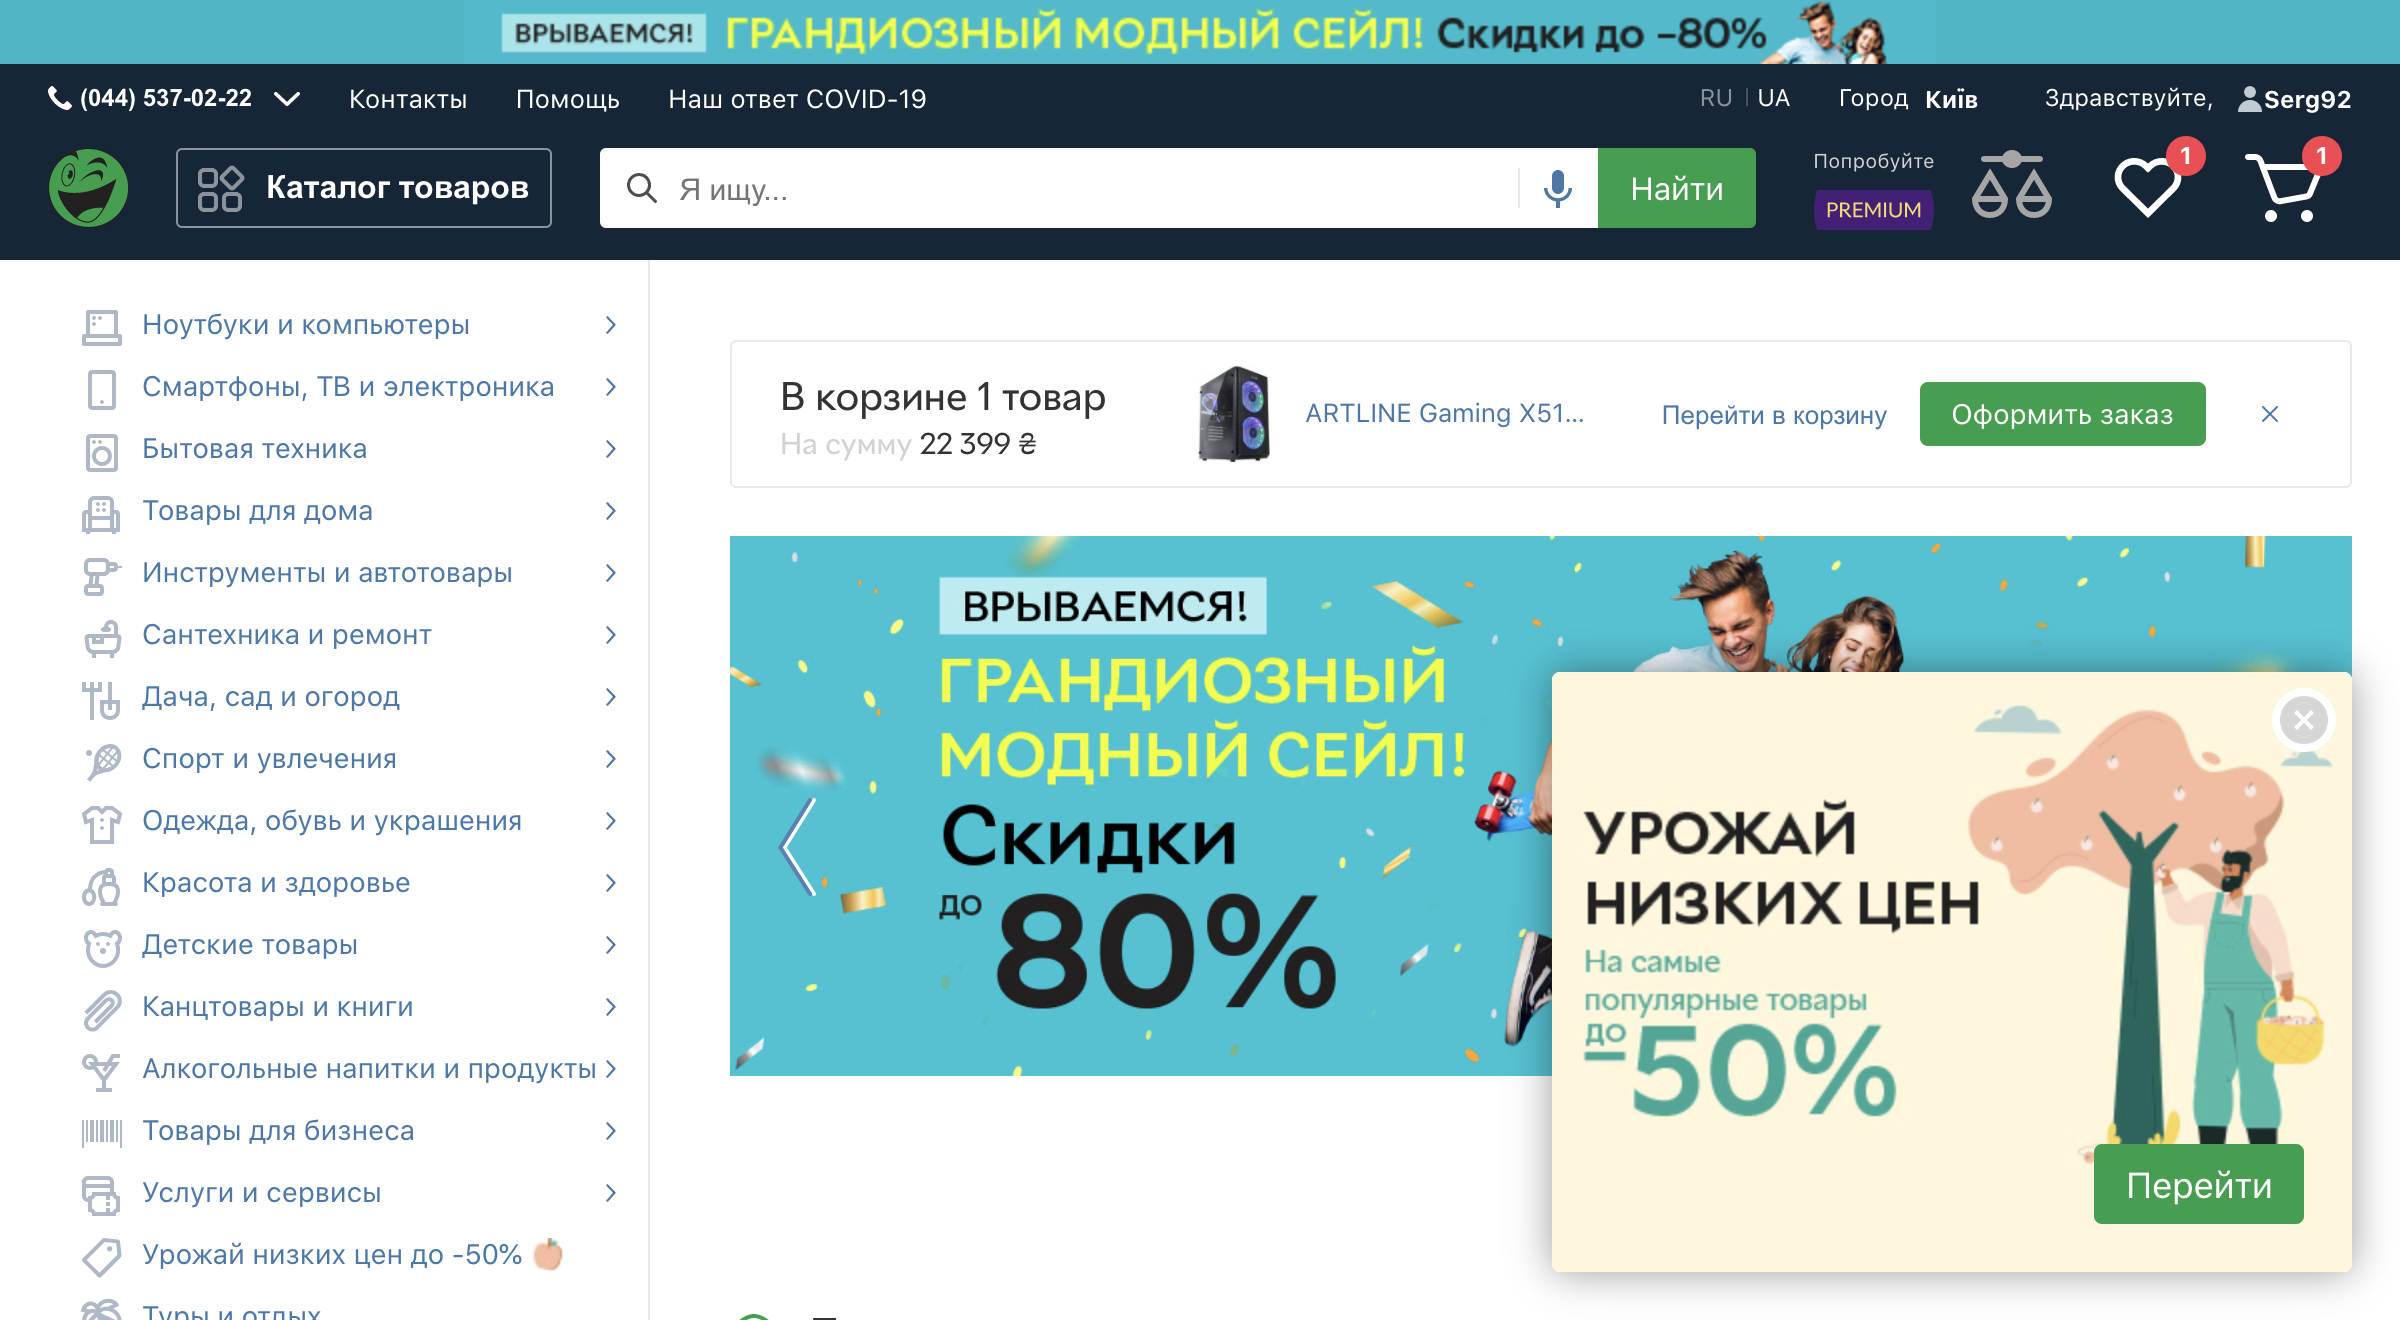 ВРЫВАЕМСЯ! ГРАНДИОЗНЫЙ МОДНЫЙ СЕЙЛ! Скидки до -80%
(044) 537-02-22 Контакты Помощь Наш ответ COVID-19 RU UA Город Київ Здравствуйте, Serg92
Каталог товаров Я ищу... Найти Попробуйте PREMIUM 1 1
Ноутбуки и компьютеры
Смартфоны, ТВ и электроника
Бытовая техника
Товары для дома
Инструменты и автотовары
Сантехника и ремонт
Дача, сад и огород
Спорт и увлечения
Одежда, обувь и украшения
Красота и здоровье
Детские товары
Канцтовары и книги
Алкогольные напитки и продукты
Товары для бизнеса
Услуги и сервисы
Урожай низких цен до -50%
Туры и отдых
В корзине 1 товар
На сумму 22 399 ₴
ARTLINE Gaming X51...
Перейти в корзину
Оформить заказ
ВРЫВАЕМСЯ!
ГРАНДИОЗНЫЙ
МОДНЫЙ СЕЙЛ!
Скидки
до 80%
УРОЖАЙ
НИЗКИХ ЦЕН
На самые
популярные товары
до -50%
Перейти